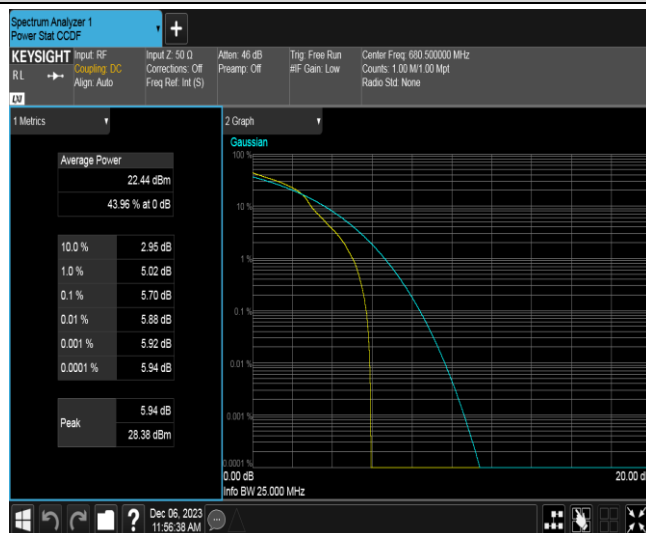 Spectrum Analyzer 1
Power Stat CCDF
KEYSIGHT
RL
LXI
Input: RF
Coupling: DC
Align: Auto
Input Z: 50 Ω
Corrections: Off
Freq Ref: Int (S)
Atten: 46 dB
Preamp: Off
Trig: Free Run
#IF Gain: Low
Center Freq: 680.500000 MHz
Counts: 1.00 M/1.00 Mpt
Radio Std: None
1 Metrics
Average Power
22.44 dBm
43.96 % at 0 dB
10.0 % 2.95 dB
1.0 % 5.02 dB
0.1 % 5.70 dB
0.01 % 5.88 dB
0.001 % 5.92 dB
0.0001 % 5.94 dB
Peak
5.94 dB
28.38 dBm
2 Graph
Gaussian
100 %
10 %
1 %
0.1 %
0.01 %
0.001 %
0.0001 %
0.00 dB 20.00 d
Info BW 25.000 MHz
?
Dec 06, 2023
11:56:38 AM